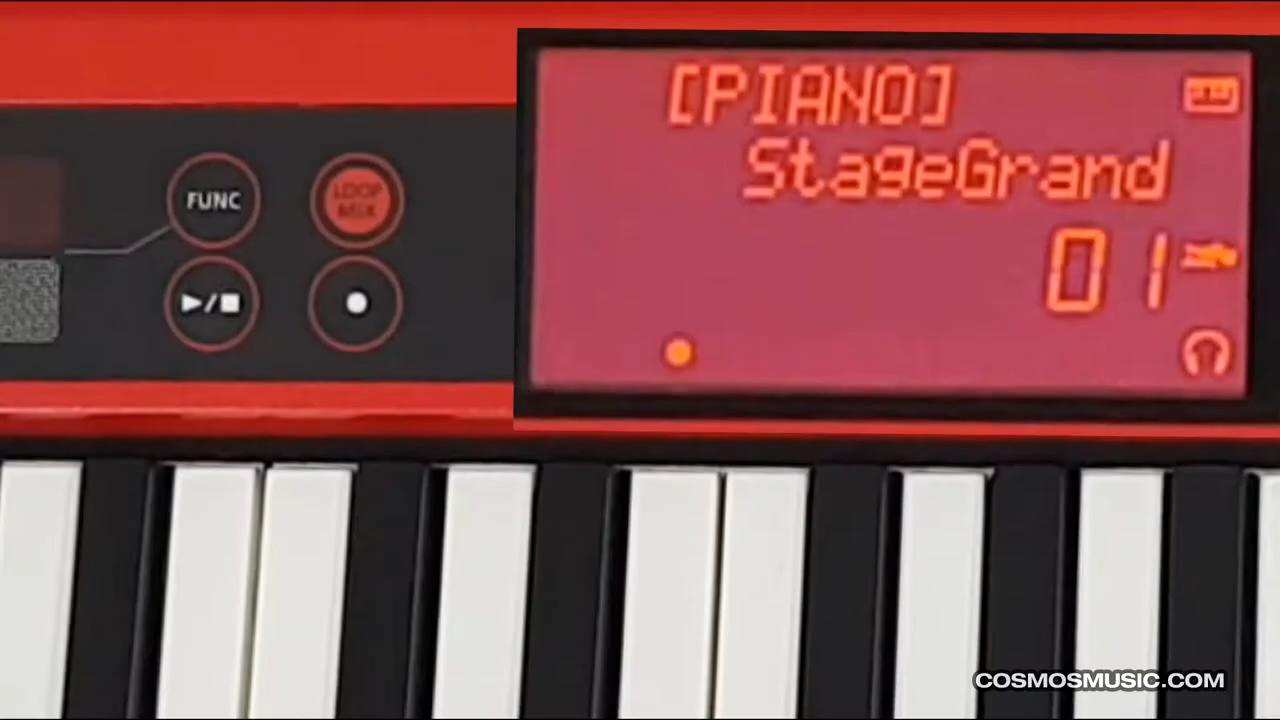 [PIANO]
StageGrand
01
FUNC
LOOP
MIX
COSMOSMUSIC.COM